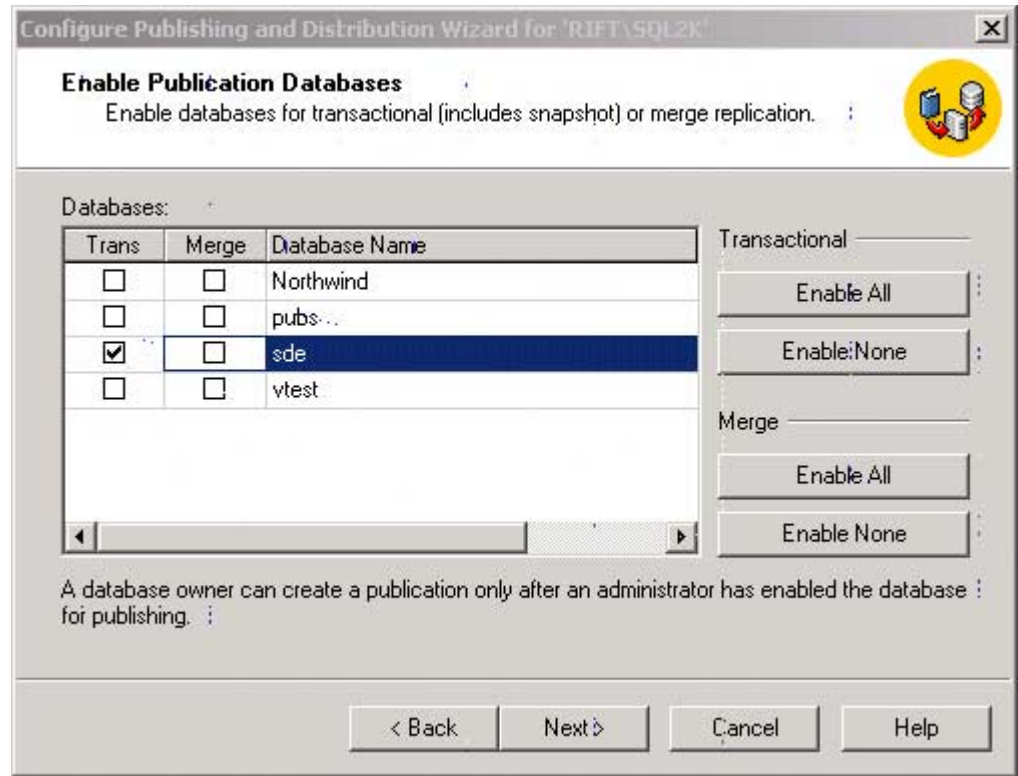 Configure Publishing and Distribution Wizard for 'RIFT\SQL2K'
Enable Publication Databases
Enable databases for transactional (includes snapshot) or merge replication.
Databases:
Trans Merge Database Name
Northwind
pubs
sde
vtest
Transactional
Enable All
Enable None
Merge
Enable All
Enable None
A database owner can create a publication only after an administrator has enabled the database
for publishing.
< Back Next > Cancel Help